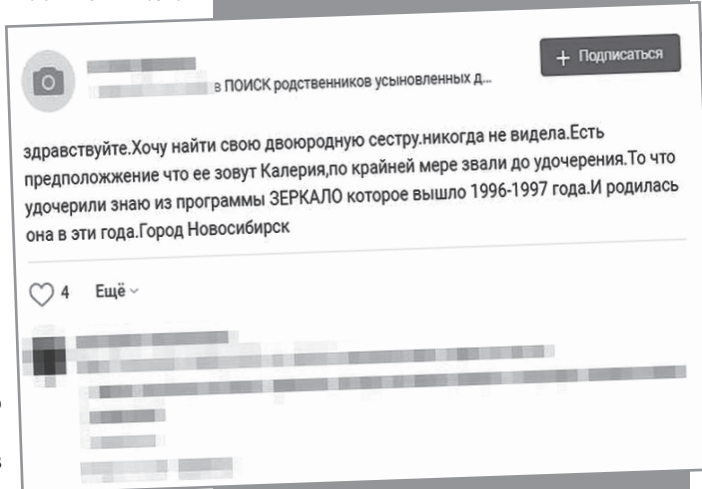 + Подписаться
в ПОИСК родственников усыновленных д...
здравствуйте.Хочу найти свою двоюродную сестру.никогда не видела.Есть
предположжение что ее зовут Калерия,по крайней мере звали до удочерения.То что
удочерили знаю из программы ЗЕРКАЛО которое вышло 1996-1997 года.И родилась
она в эти года.Город Новосибирск
4 Ещё